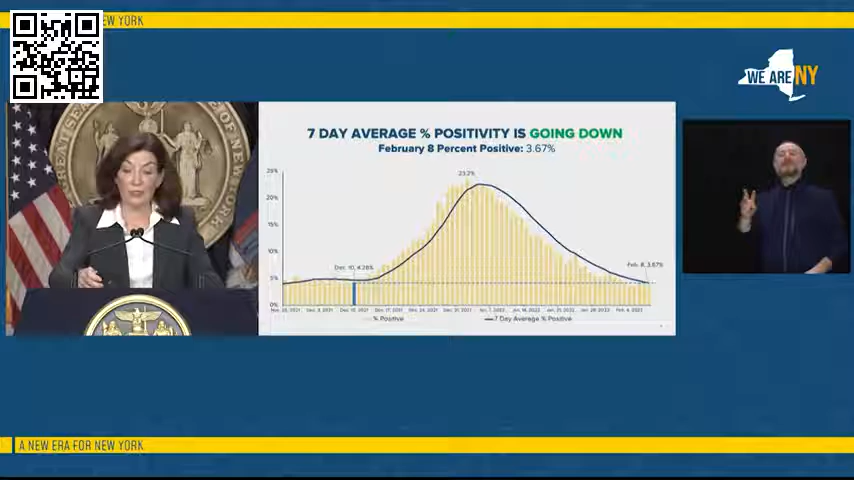 EW YORK
WE ARE NY
7 DAY AVERAGE % POSITIVITY IS GOING DOWN
February 8 Percent Positive: 3.67%
25%
23.2%
20%
15%
10%
Dec. 10, 4.26%
Feb. 8, 3.67%
5%
0%
% Positive
7 Day Average % Positive
A NEW ERA FOR NEW YORK